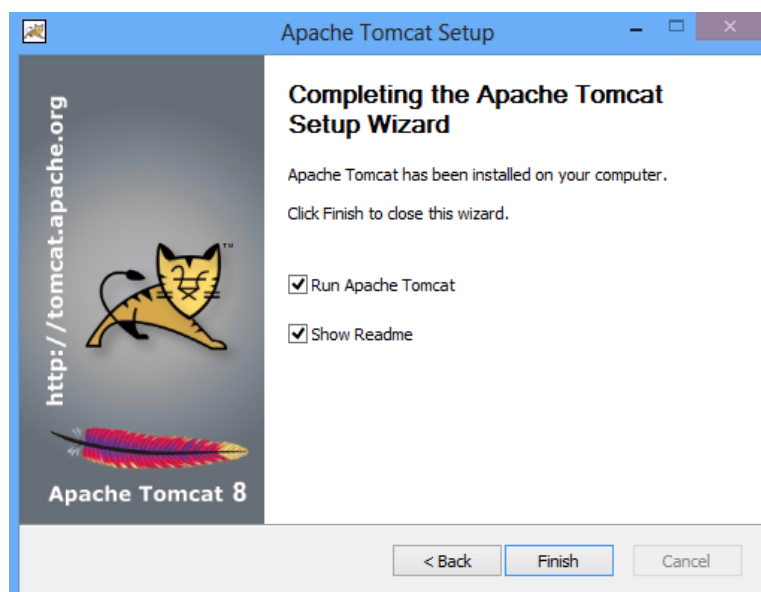 Apache Tomcat Setup
http://tomcat.apache.org
TM
Apache Tomcat 8
Completing the Apache Tomcat
Setup Wizard
Apache Tomcat has been installed on your computer.
Click Finish to close this wizard.
Run Apache Tomcat
Show Readme
< Back
Finish
Cancel